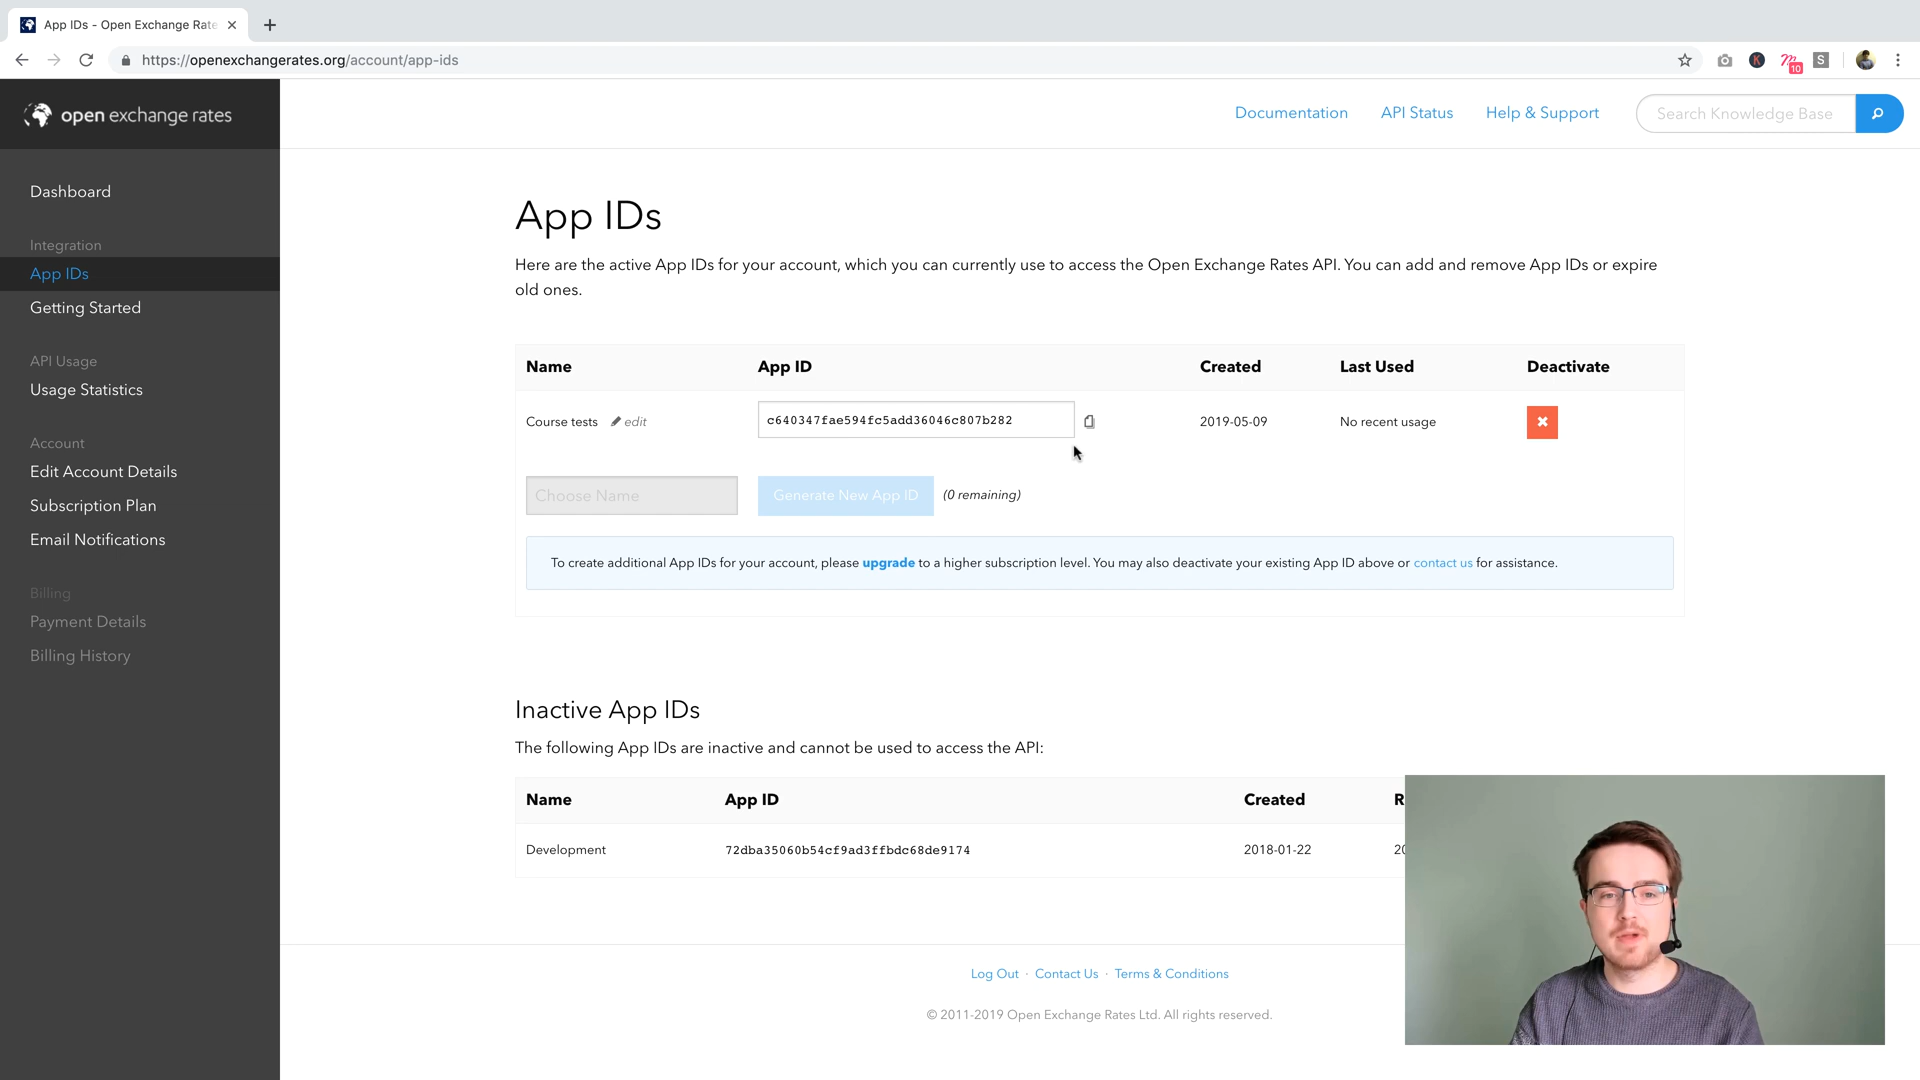 App IDs - Open Exchange Rate
https://openexchangerates.org/account/app-ids
K
10
S
open exchange rates
Documentation
API Status
Help & Support
Search Knowledge Base
Dashboard
Integration
App IDs
Getting Started
API Usage
Usage Statistics
Account
Edit Account Details
Subscription Plan
Email Notifications
Billing
Payment Details
Billing History
App IDs
Here are the active App IDs for your account, which you can currently use to access the Open Exchange Rates API. You can add and remove App IDs or expire
old ones.
Name App ID Created Last Used Deactivate
Course tests edit c640347fae594fc5add36046c807b282 2019-05-09 No recent usage
Choose Name Generate New App ID (0 remaining)
To create additional App IDs for your account, please upgrade to a higher subscription level. You may also deactivate your existing App ID above or contact us for assistance.
Inactive App IDs
The following App IDs are inactive and cannot be used to access the API:
Name App ID Created R
Development 72dba35060b54cf9ad3ffbdc68de9174 2018-01-22 20
Log Out · Contact Us · Terms & Conditions
© 2011-2019 Open Exchange Rates Ltd. All rights reserved.